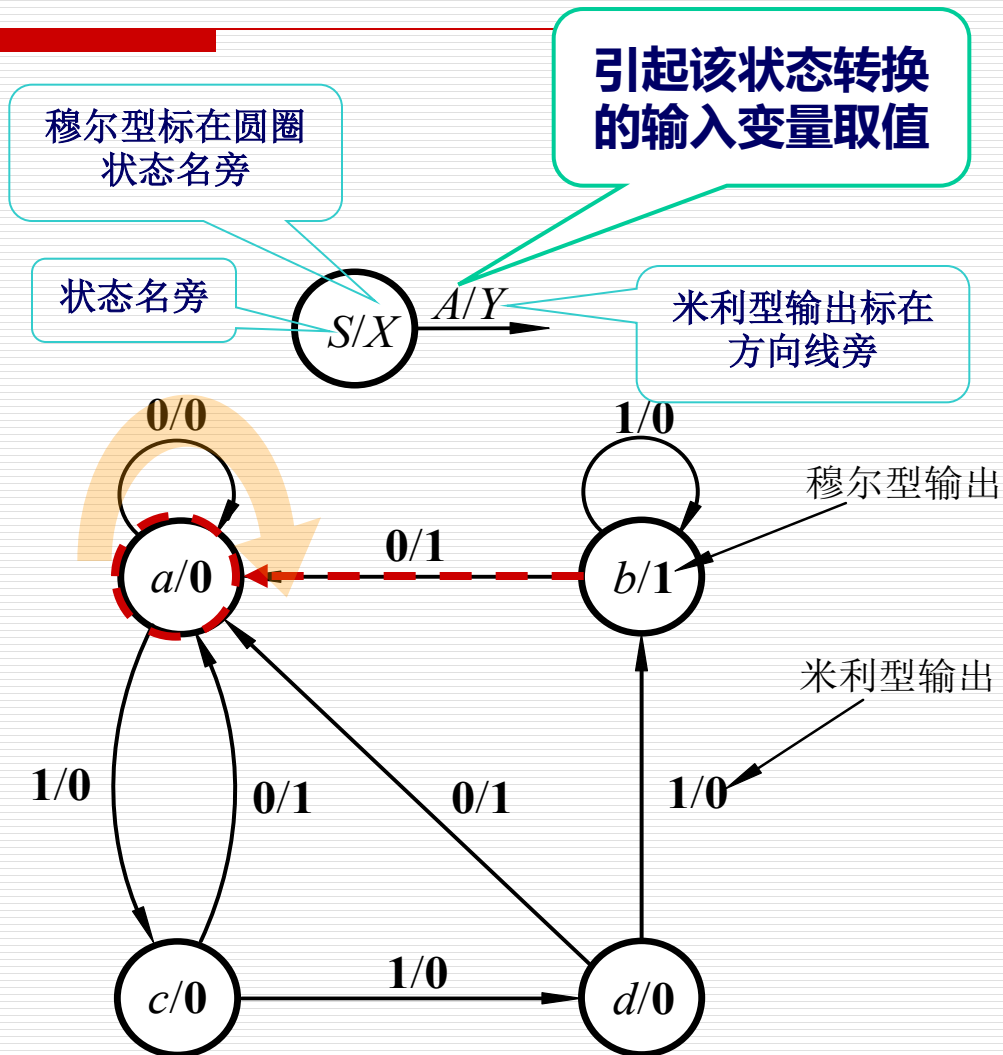 引起该状态转换
的输入变量取值
穆尔型标在圆圈
状态名旁
状态名旁
S/X
A/Y
米利型输出标在
方向线旁
0/0
1/0
穆尔型输出
a/0
0/1
b/1
米利型输出
1/0
0/1
0/1
1/0
c/0
1/0
d/0